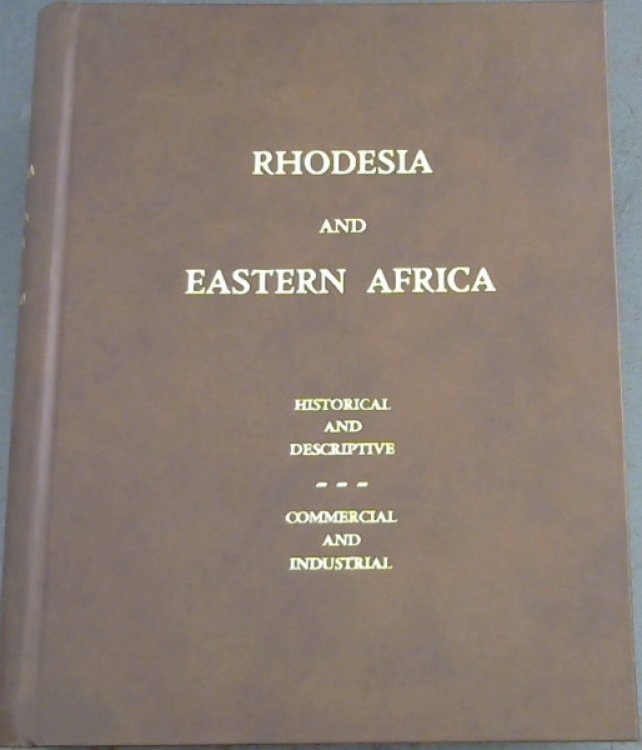 RHODESIA
AND
EASTERN AFRICA
HISTORICAL
AND
DESCRIPTIVE
- - -
COMMERCIAL
AND
INDUSTRIAL